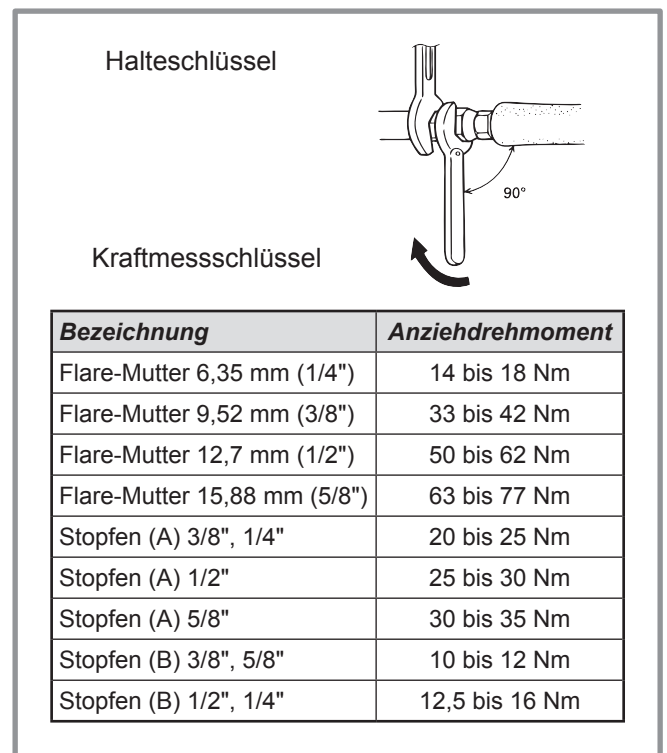 Halteschlüssel
90°
Kraftmessschlüssel
Bezeichnung Anziehdrehmoment
Flare-Mutter 6,35 mm (1/4") 14 bis 18 Nm
Flare-Mutter 9,52 mm (3/8") 33 bis 42 Nm
Flare-Mutter 12,7 mm (1/2") 50 bis 62 Nm
Flare-Mutter 15,88 mm (5/8") 63 bis 77 Nm
Stopfen (A) 3/8", 1/4" 20 bis 25 Nm
Stopfen (A) 1/2" 25 bis 30 Nm
Stopfen (A) 5/8" 30 bis 35 Nm
Stopfen (B) 3/8", 5/8" 10 bis 12 Nm
Stopfen (B) 1/2", 1/4" 12,5 bis 16 Nm